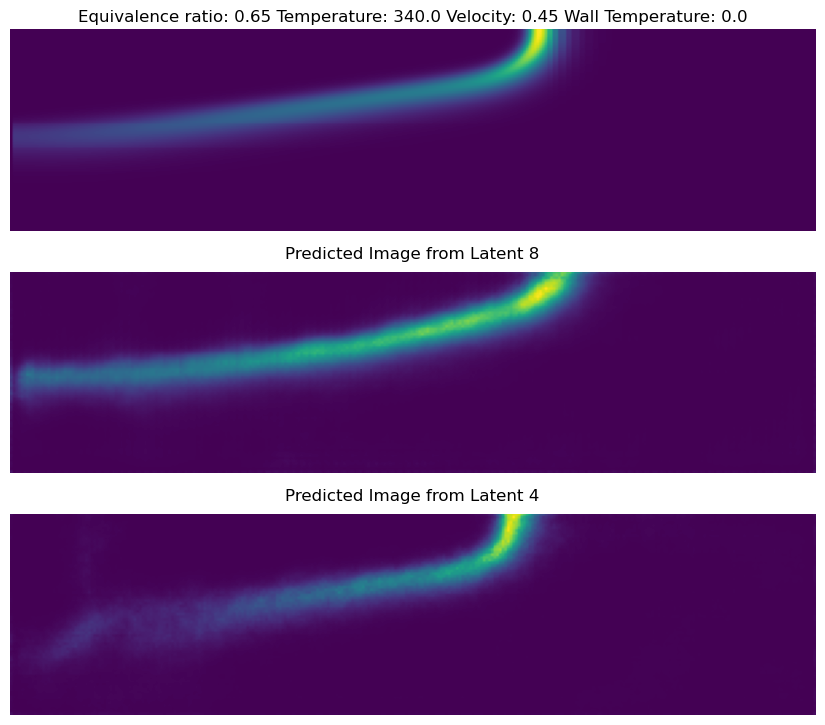 Equivalence ratio: 0.65 Temperature: 340.0 Velocity: 0.45 Wall Temperature: 0.0
Predicted Image from Latent 8
Predicted Image from Latent 4